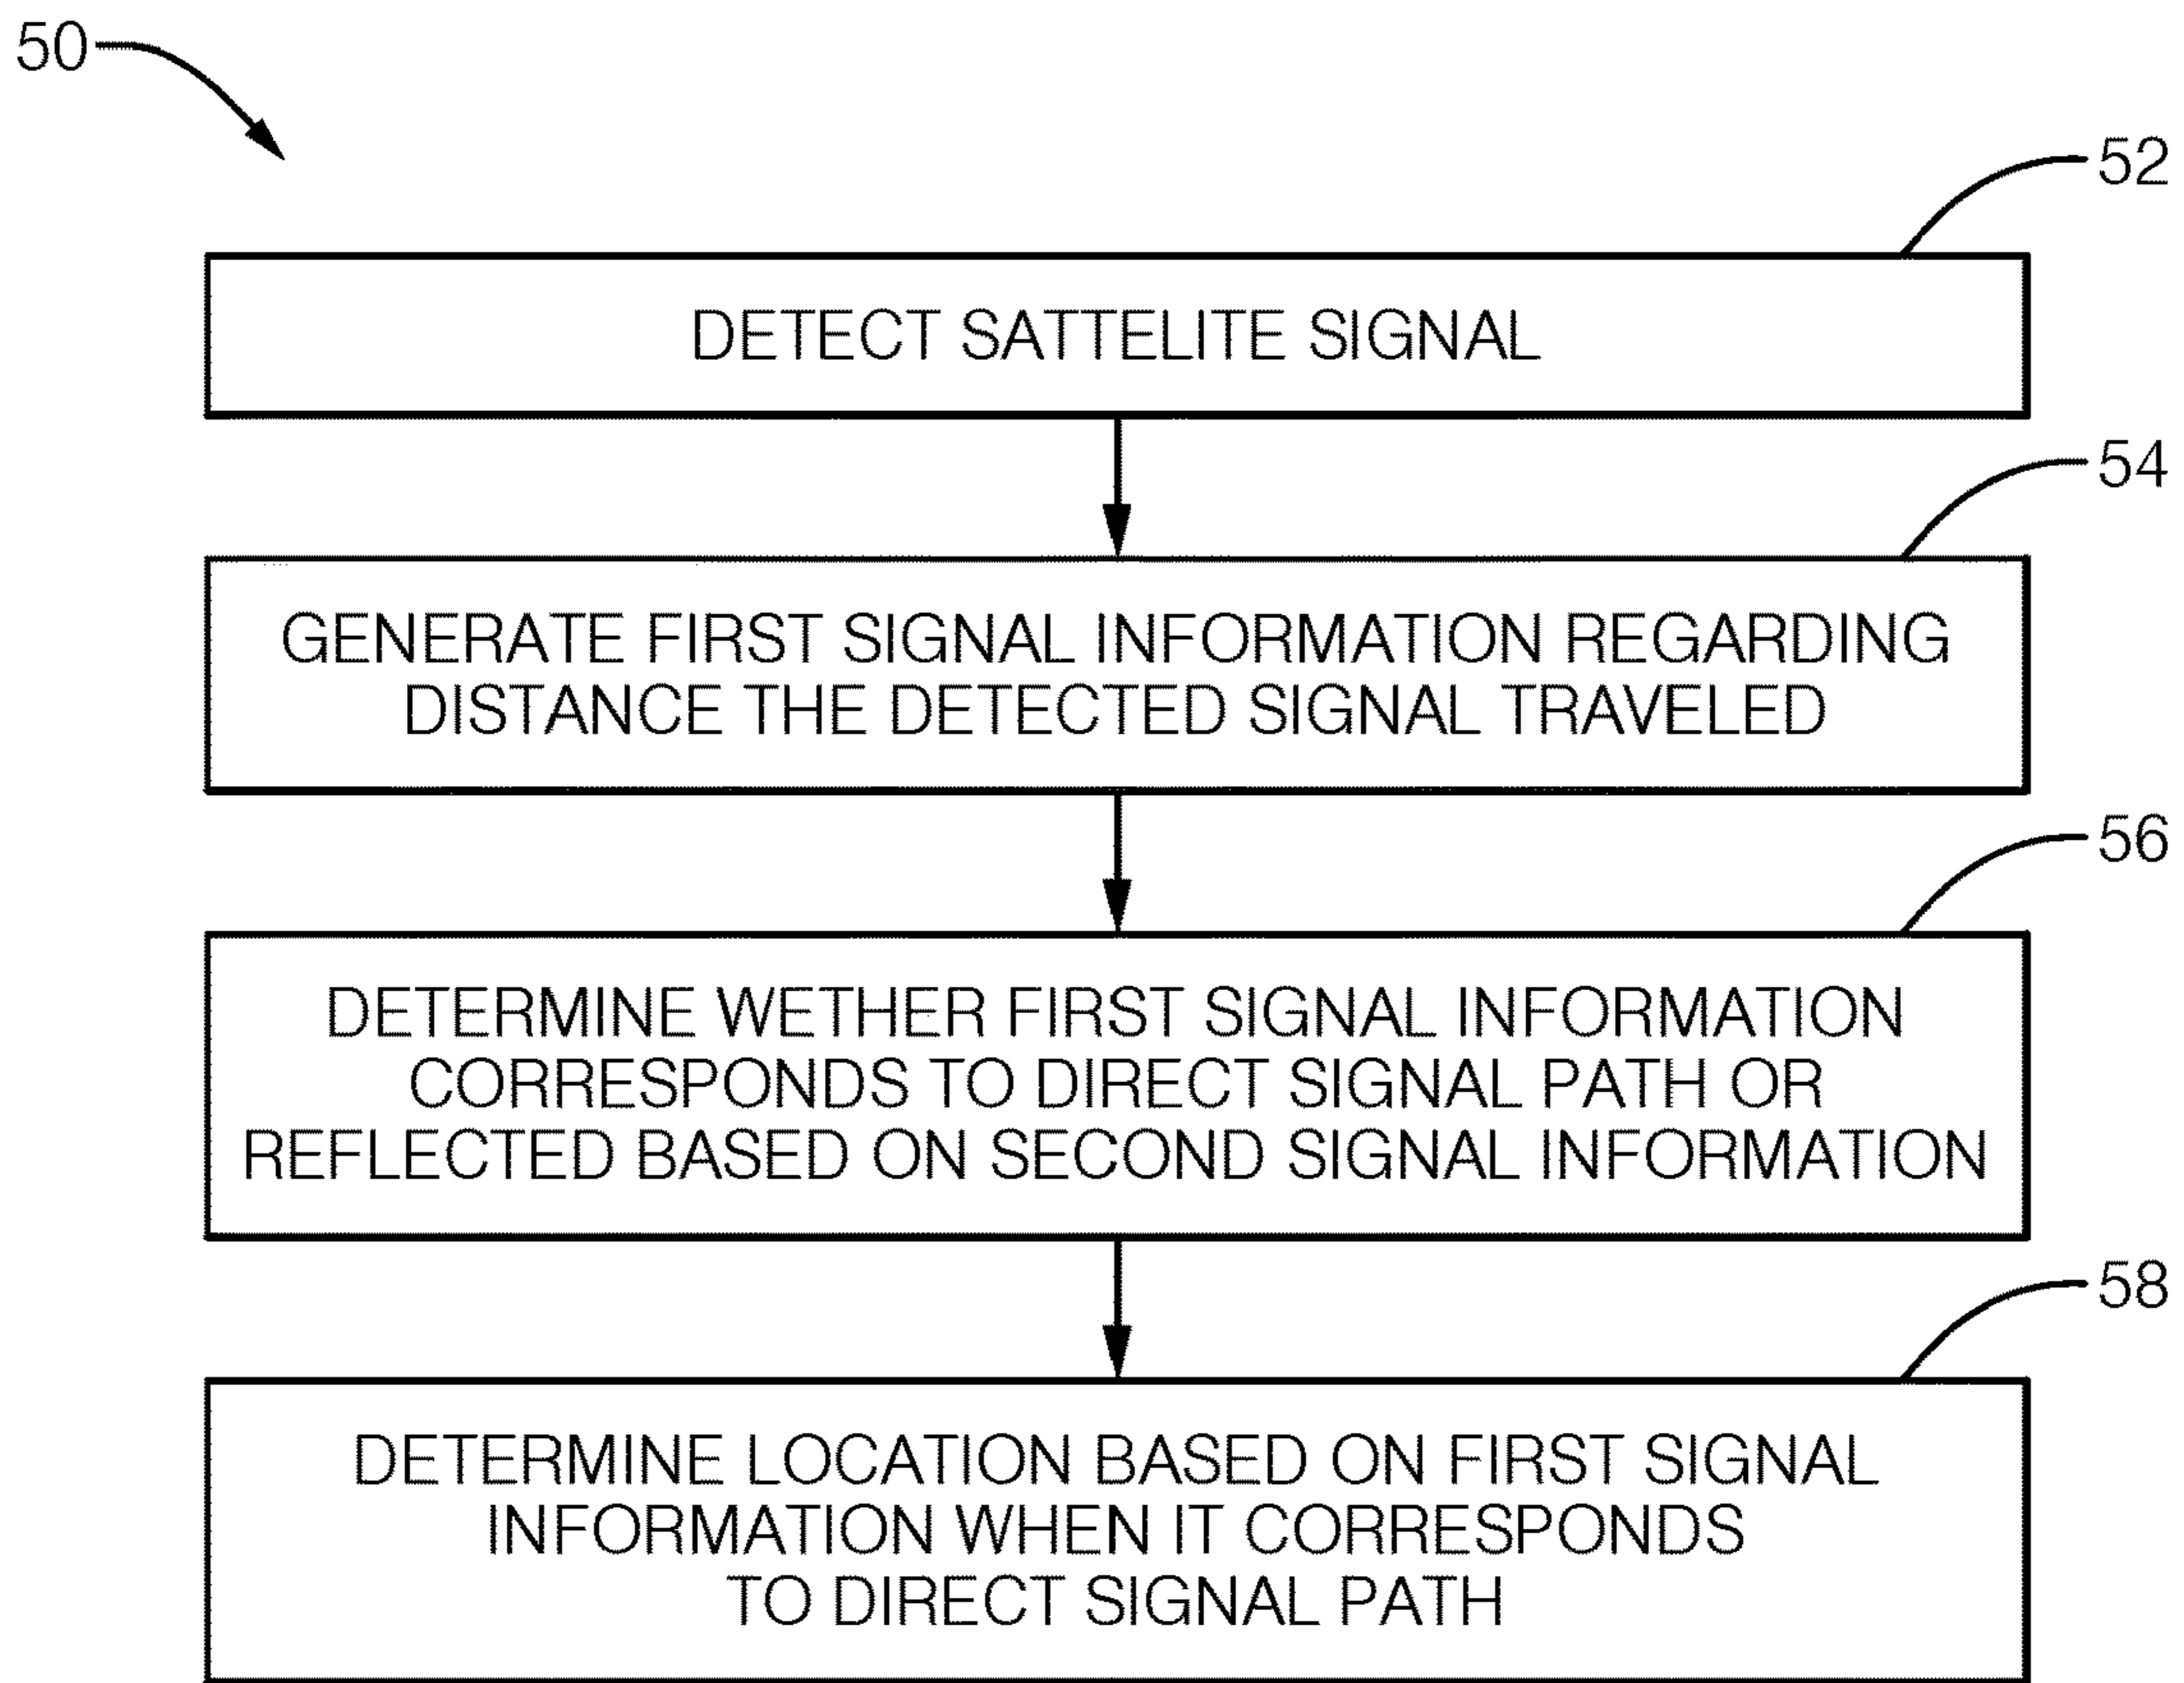 50
52
DETECT SATTELITE SIGNAL
54
GENERATE FIRST SIGNAL INFORMATION REGARDING
DISTANCE THE DETECTED SIGNAL TRAVELED
56
DETERMINE WETHER FIRST SIGNAL INFORMATION
CORRESPONDS TO DIRECT SIGNAL PATH OR
REFLECTED BASED ON SECOND SIGNAL INFORMATION
58
DETERMINE LOCATION BASED ON FIRST SIGNAL
INFORMATION WHEN IT CORRESPONDS
TO DIRECT SIGNAL PATH